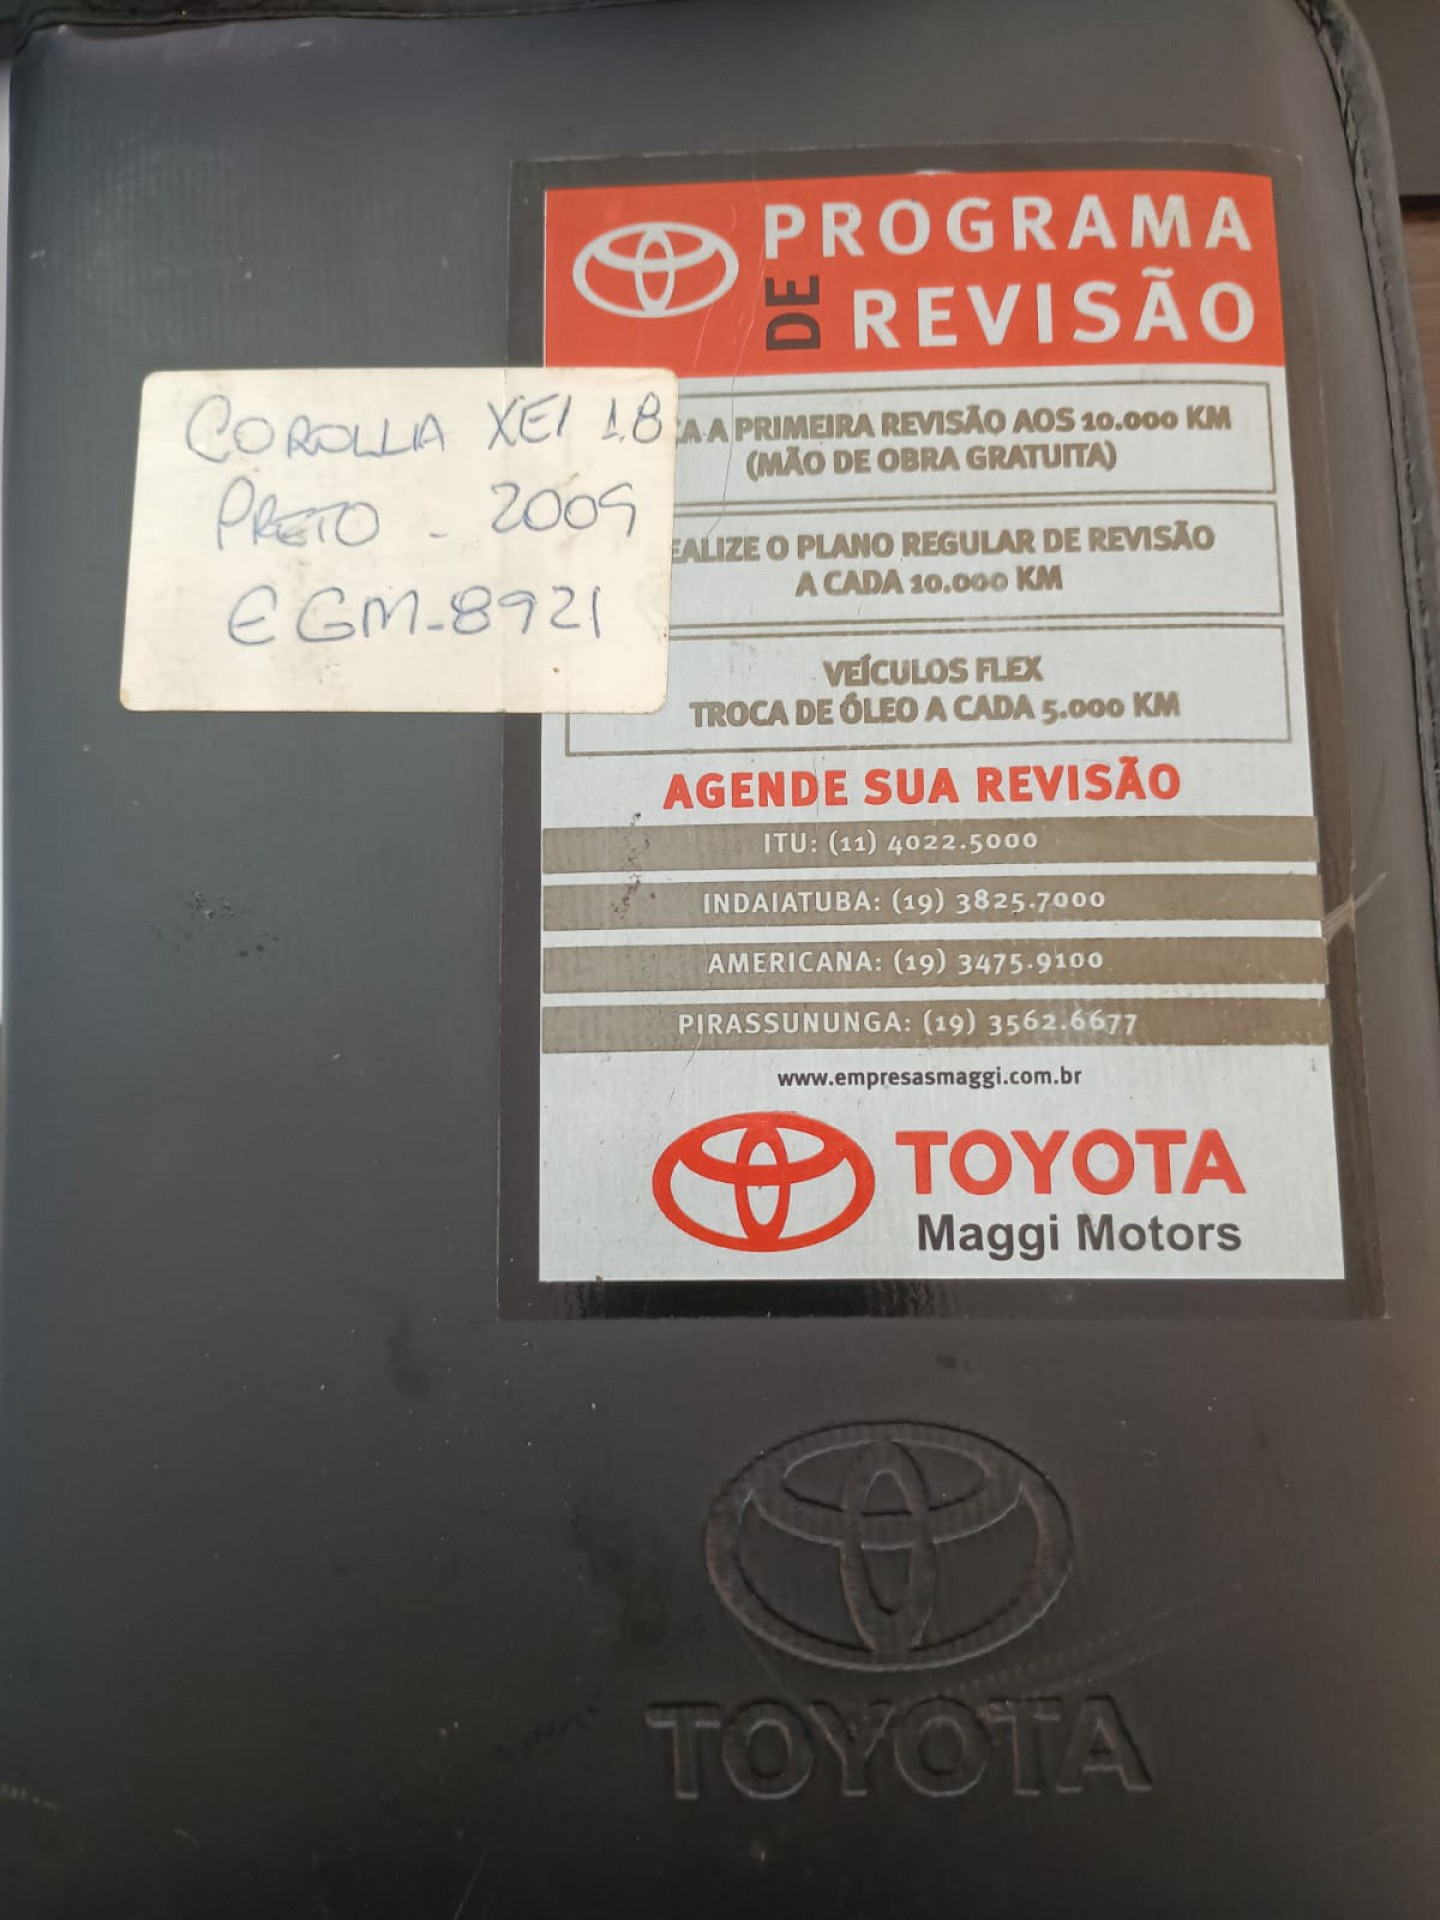 PROGRAMA
DE REVISÃO
COROLLA XEI 1.8
PRETO - 2009
EGM-8921
A A PRIMEIRA REVISÃO AOS 10.000 KM
(MÃO DE OBRA GRATUITA)
EALIZE O PLANO REGULAR DE REVISÃO
A CADA 10.000 KM
VEÍCULOS FLEX
TROCA DE ÓLEO A CADA 5.000 KM
AGENDE SUA REVISÃO
ITU: (11) 4022.5000
INDAIATUBA: (19) 3825.7000
AMERICANA: (19) 3475.9100
PIRASSUNUNGA: (19) 3562.6677
www.empresasmaggi.com.br
TOYOTA
Maggi Motors
TOYOTA